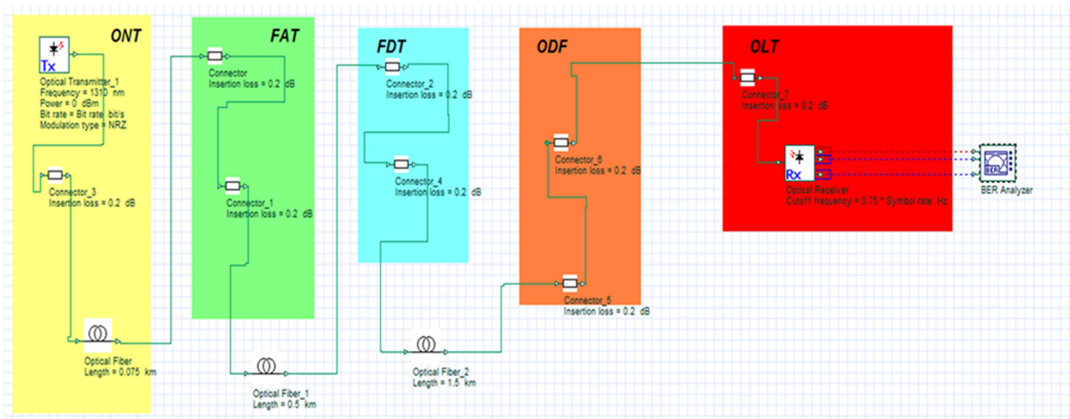 ONT
Tx
Optical Transmitter_1
Frequency = 1310 nm
Power = 0 dBm
Bit rate = Bit rate bit/s
Modulation type = NRZ
Connector_3
Insertion loss = 0.2 dB
Optical Fiber
Length = 0.075 km
FAT
Connector
Insertion loss = 0.2 dB
Connector_1
Insertion loss = 0.2 dB
Optical Fiber_1
Length = 0.5 km
FDT
Connector_2
Insertion loss = 0.2 dB
Connector_4
Insertion loss = 0.2 dB
Optical Fiber_2
Length = 1.5 km
ODF
Connector_6
Insertion loss = 0.2 dB
Connector_5
Insertion loss = 0.2 dB
OLT
Connector_7
Insertion loss = 0.2 dB
Rx
Optical Receiver
Cutoff frequency = 0.75 * Symbol rate Hz
BER
BER Analyzer